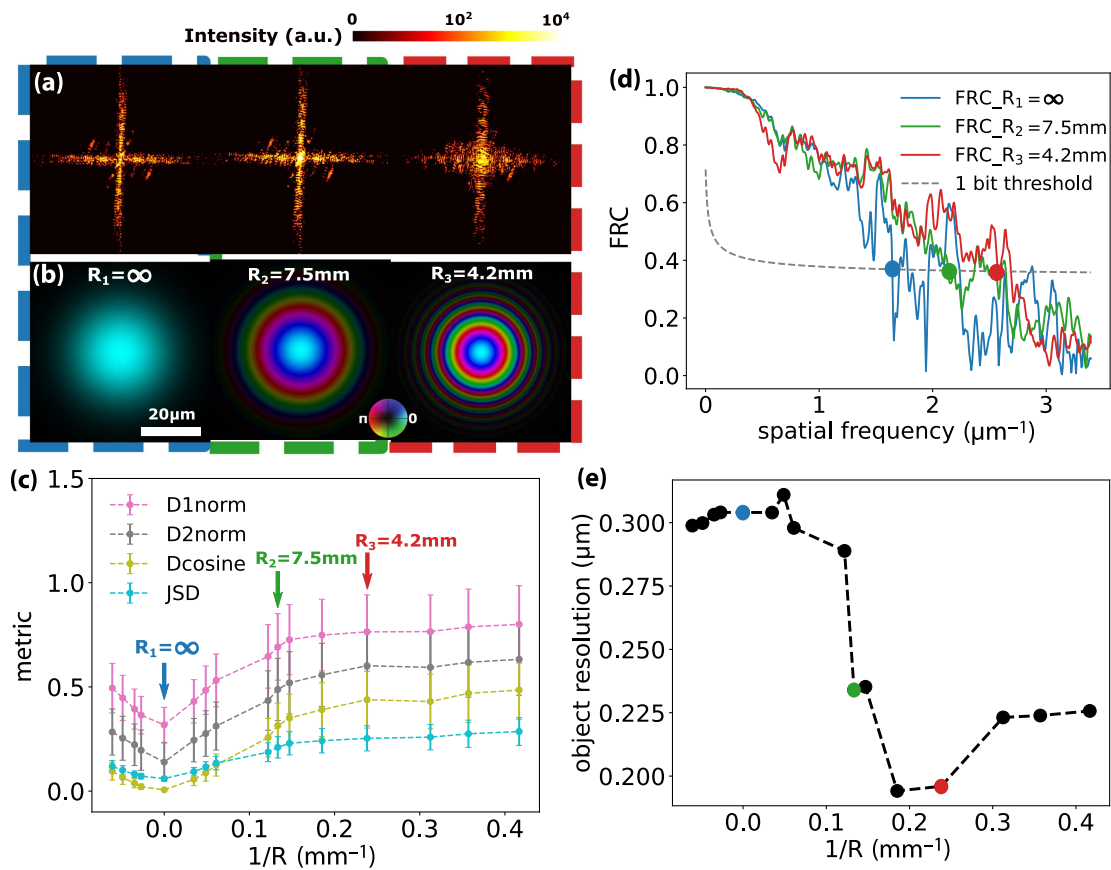 Intensity (a.u.)
0 10² 10⁴
(a)
(b)
R₁=∞ R₂=7.5mm R₃=4.2mm
20μm
π 0
(c)
1.5
1.0
0.5
0.0
metric
D1norm
D2norm
Dcosine
JSD
R₁=∞
R₂=7.5mm
R₃=4.2mm
0.0 0.1 0.2 0.3 0.4
1/R (mm⁻¹)
(d)
1.0
0.8
0.6
0.4
0.2
0.0
FRC
FRC_R₁=∞
FRC_R₂=7.5mm
FRC_R₃=4.2mm
1 bit threshold
0 1 2 3
spatial frequency (μm⁻¹)
(e)
0.300
0.275
0.250
0.225
0.200
object resolution (μm)
0.0 0.1 0.2 0.3 0.4
1/R (mm⁻¹)